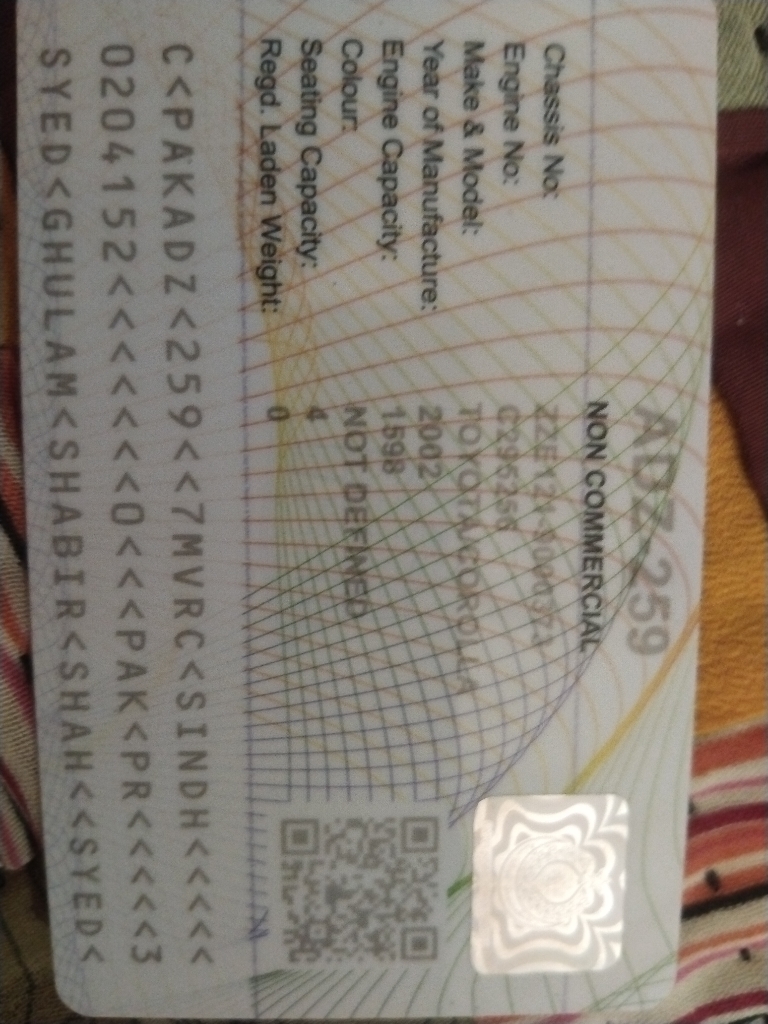 ADZ-259
NON COMMERCIAL
Chassis No:
Engine No:
Make & Model: TOYOTA COROLLA
Year of Manufacture: 2002
Engine Capacity: 1598
Colour: NOT DEFINED
Seating Capacity: 4
Regd. Laden Weight: 0
C<PAKADZ<259<<7MVRC<SINDH<<<<<
0204152<<<<<<<0<<<PAK<PR<<<<<3
SYED<GHULAM<SHABIR<SHAH<<SYED<